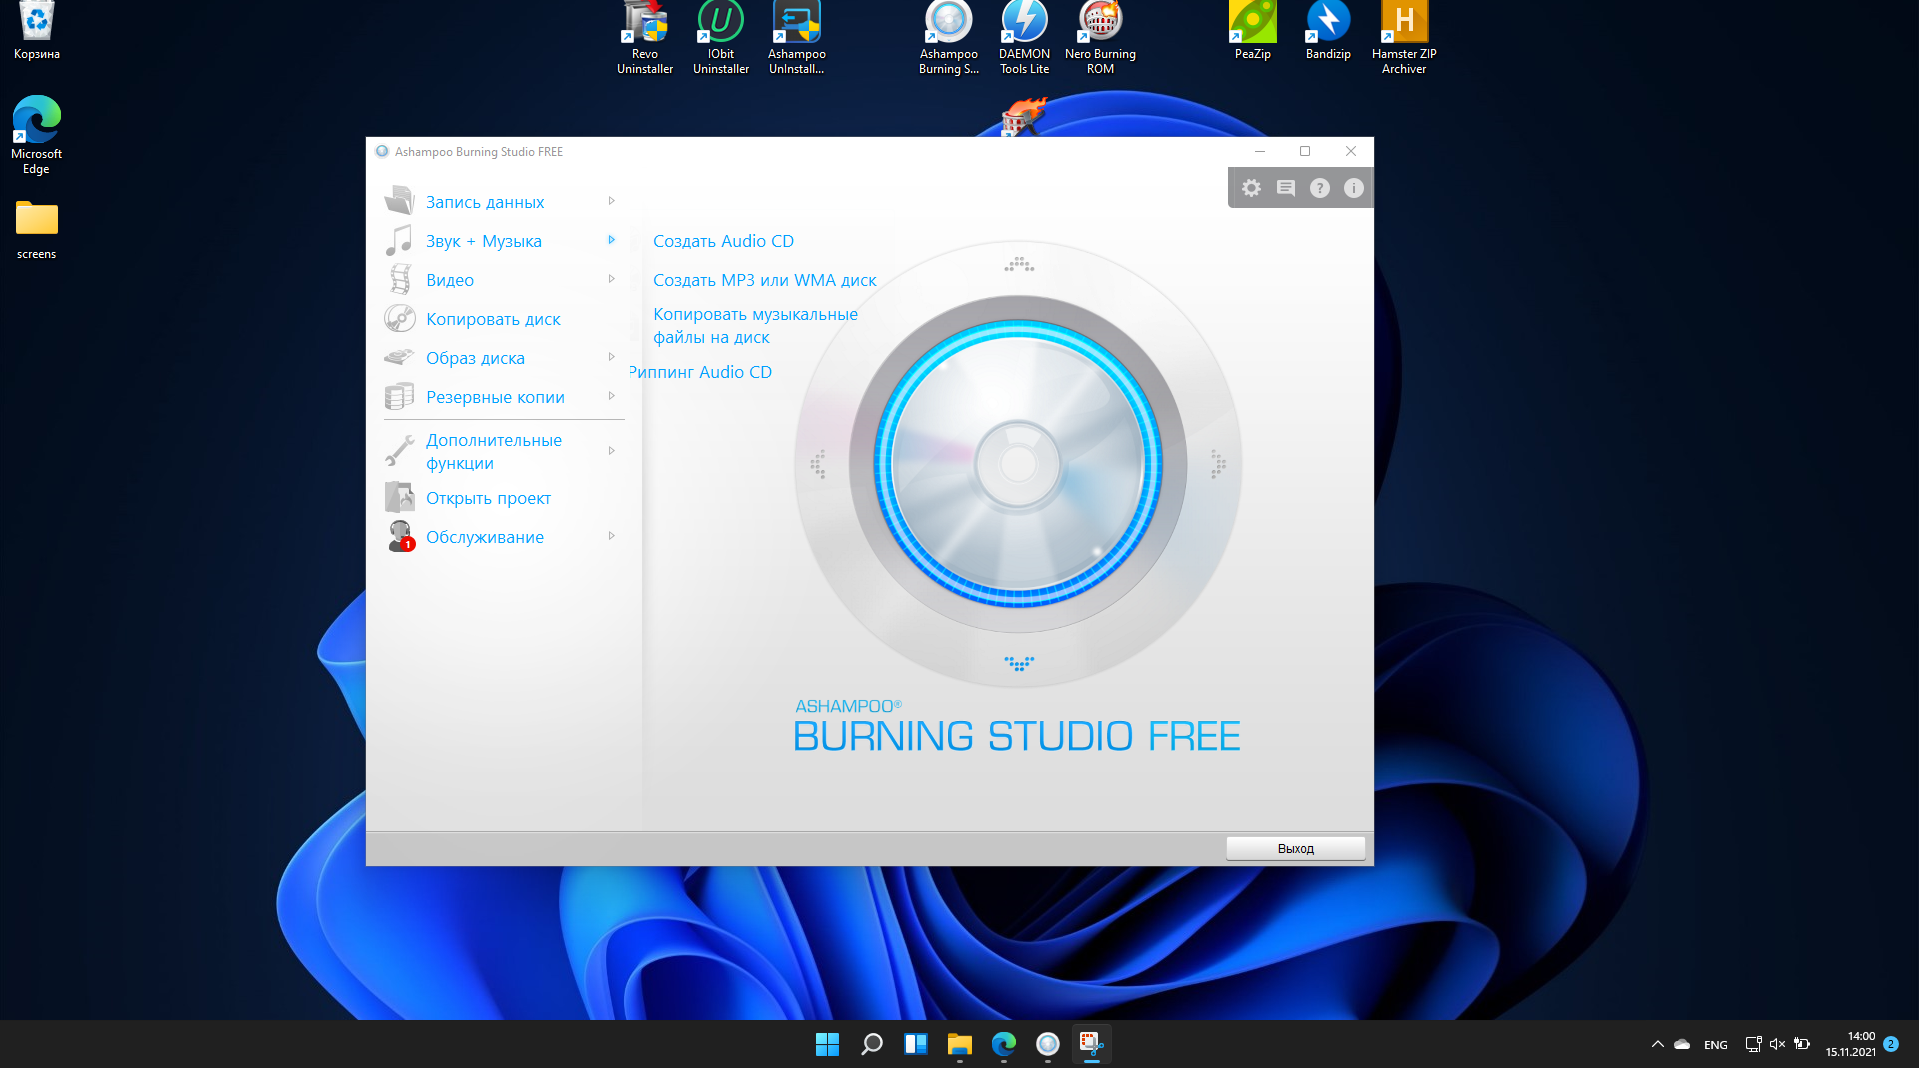 Корзина
Revo
Uninstaller
IObit
Uninstaller
Ashampoo
UnInstall...
Ashampoo
Burning S...
DAEMON
Tools Lite
Nero Burning
ROM
PeaZip
Bandizip
Hamster ZIP
Archiver
H
Microsoft
Edge
screens
Ashampoo Burning Studio FREE
Запись данных
Звук + Музыка
Видео
Копировать диск
Образ диска
Резервные копии
Дополнительные
функции
Открыть проект
Обслуживание
1
Создать Audio CD
Создать MP3 или WMA диск
Копировать музыкальные
файлы на диск
Риппинг Audio CD
ASHAMPOO®
BURNING STUDIO FREE
Выход
ENG
14:00
15.11.2021
2